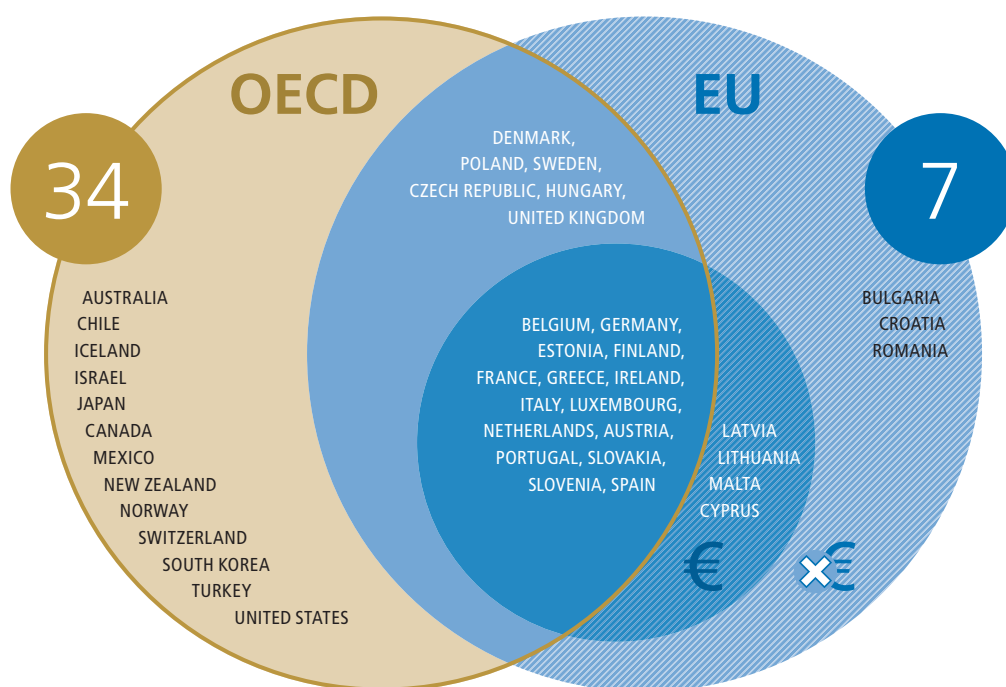 OECD
EU
34
7
DENMARK,
POLAND, SWEDEN,
CZECH REPUBLIC, HUNGARY,
UNITED KINGDOM
AUSTRALIA
CHILE
ICELAND
ISRAEL
JAPAN
CANADA
MEXICO
NEW ZEALAND
NORWAY
SWITZERLAND
SOUTH KOREA
TURKEY
UNITED STATES
BELGIUM, GERMANY,
ESTONIA, FINLAND,
FRANCE, GREECE, IRELAND,
ITALY, LUXEMBOURG,
NETHERLANDS, AUSTRIA,
PORTUGAL, SLOVAKIA,
SLOVENIA, SPAIN
LATVIA
LITHUANIA
MALTA
CYPRUS
BULGARIA
CROATIA
ROMANIA
€
€